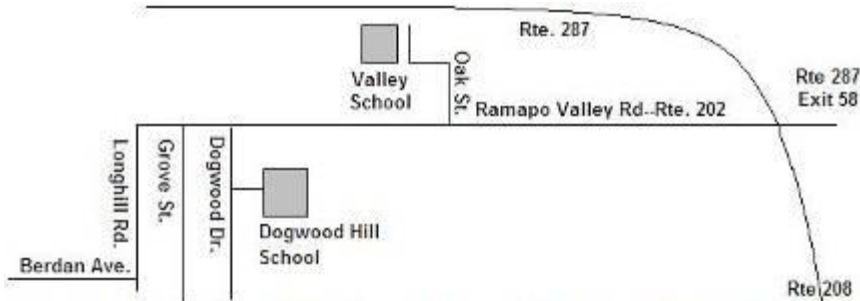 Rte. 287
Valley
School
Oak St.
Rte 287
Exit 58
Ramapo Valley Rd--Rte. 202
Longhill Rd.
Grove St.
Dogwood Dr.
Dogwood Hill
School
Berdan Ave.
Rte 208